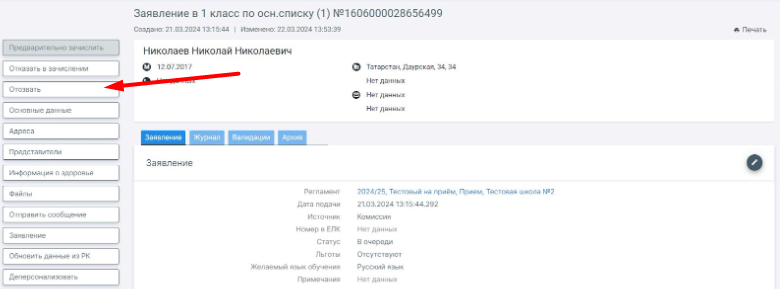 Заявление в 1 класс по осн.списку (1) №1606000028656499
Создано: 21.03.2024 13:15:44 | Изменено: 22.03.2024 13:53:39
Печать
Предварительно зачислить
Отказать в зачислении
Отозвать
Основные данные
Адреса
Представители
Информация о здоровье
Файлы
Отправить сообщение
Заявление
Обновить данные из РК
Деперсонализовать
Николаев Николай Николаевич
12.07.2017
Татарстан, Даурская, 34, 34
Нет данных
Нет данных
Нет данных
Заявление Журнал Валидации Архив
Заявление
Регламент 2024/25, Тестовый на приём, Прием, Тестовая школа №2
Дата подачи 21.03.2024 13:15:44.292
Источник Комиссия
Номер в ЕЛК Нет данных
Статус В очереди
Льготы Отсутствуют
Желаемый язык обучения Русский язык
Примечания Нет данных